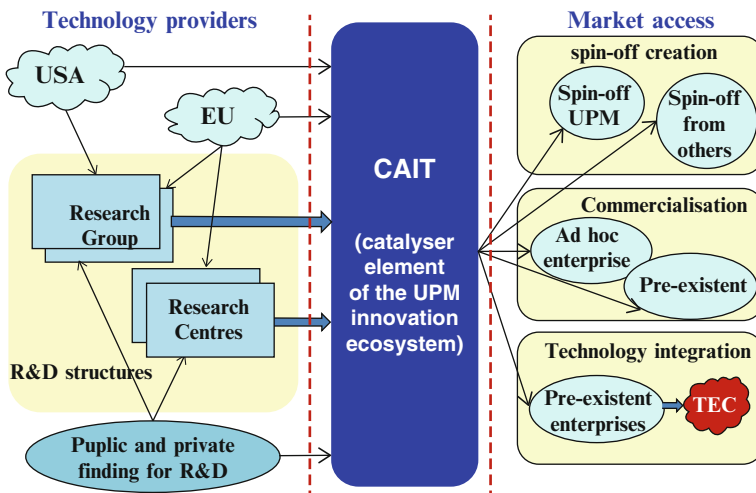 Technology providers
USA
EU
Research
Group
Research
Centres
R&D structures
Puplic and private
finding for R&D
CAIT
(catalyser
element
of the UPM
innovation
ecosystem)
Market access
spin-off creation
Spin-off
UPM
Spin-off
from
others
Commercialisation
Ad hoc
enterprise
Pre-existent
Technology integration
Pre-existent
enterprises
TEC